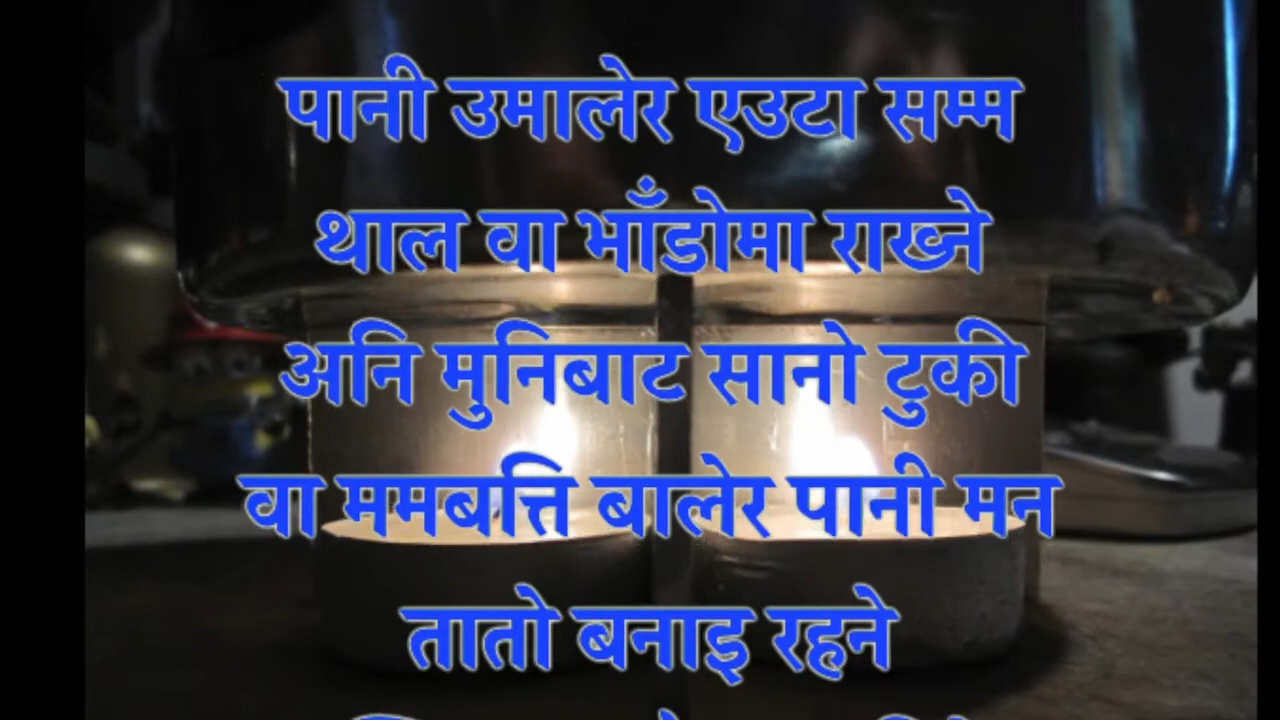 पानी उमालेर एउटा सम्म
थाल वा भाँडोमा राख्ने
अनि मुनिबाट सानो टुकी
वा ममबत्ति बालेर पानी मन
तातो बनाइ रहने